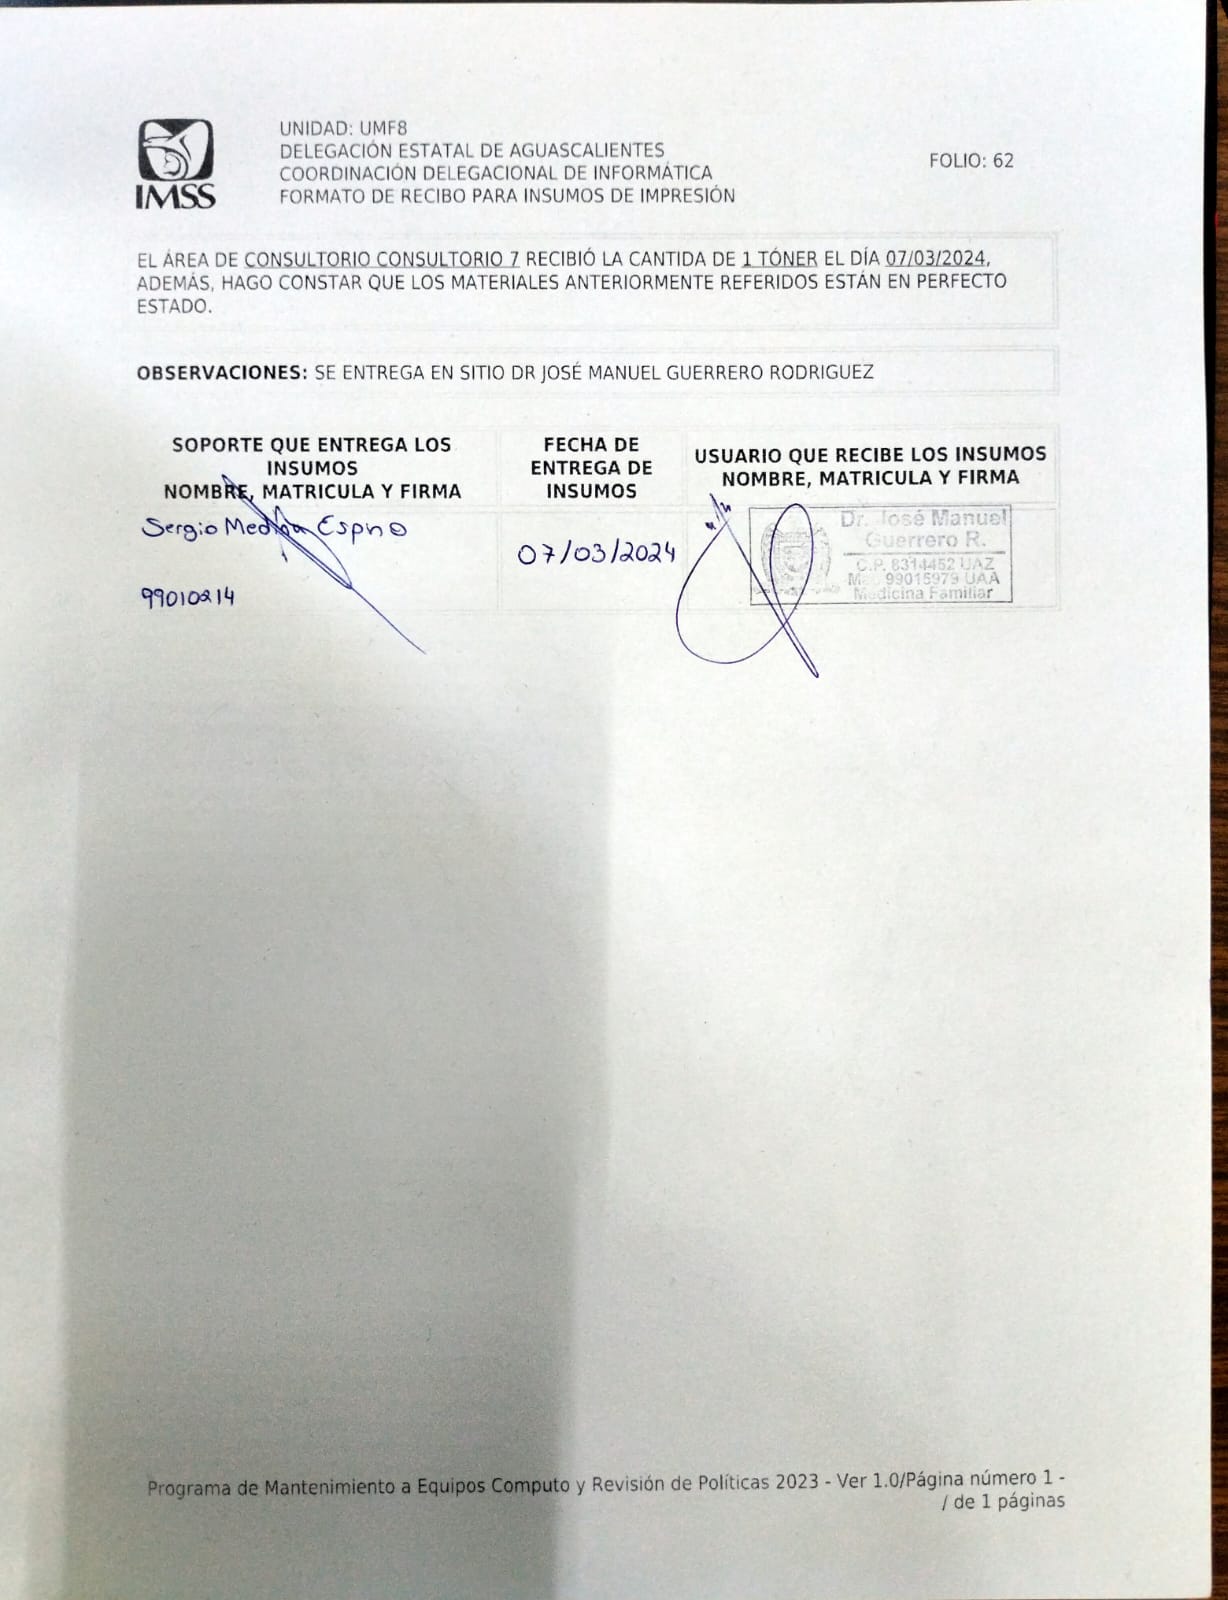 IMSS
UNIDAD: UMF8
DELEGACIÓN ESTATAL DE AGUASCALIENTES
COORDINACIÓN DELEGACIONAL DE INFORMÁTICA
FORMATO DE RECIBO PARA INSUMOS DE IMPRESIÓN
FOLIO: 62
EL ÁREA DE CONSULTORIO CONSULTORIO 7 RECIBIÓ LA CANTIDA DE 1 TÓNER EL DÍA 07/03/2024,
ADEMÁS, HAGO CONSTAR QUE LOS MATERIALES ANTERIORMENTE REFERIDOS ESTÁN EN PERFECTO
ESTADO.
OBSERVACIONES: SE ENTREGA EN SITIO DR JOSÉ MANUEL GUERRERO RODRIGUEZ
SOPORTE QUE ENTREGA LOS
INSUMOS
NOMBRE, MATRICULA Y FIRMA
FECHA DE
ENTREGA DE
INSUMOS
USUARIO QUE RECIBE LOS INSUMOS
NOMBRE, MATRICULA Y FIRMA
Sergio Medina Espino
99010214
07/03/2024
Dr. José Manuel
Guerrero R.
C.P. 8314452 UAZ
99015979 UAA
Medicina Familiar
Programa de Mantenimiento a Equipos Computo y Revisión de Políticas 2023 - Ver 1.0/Página número 1 -
/ de 1 páginas